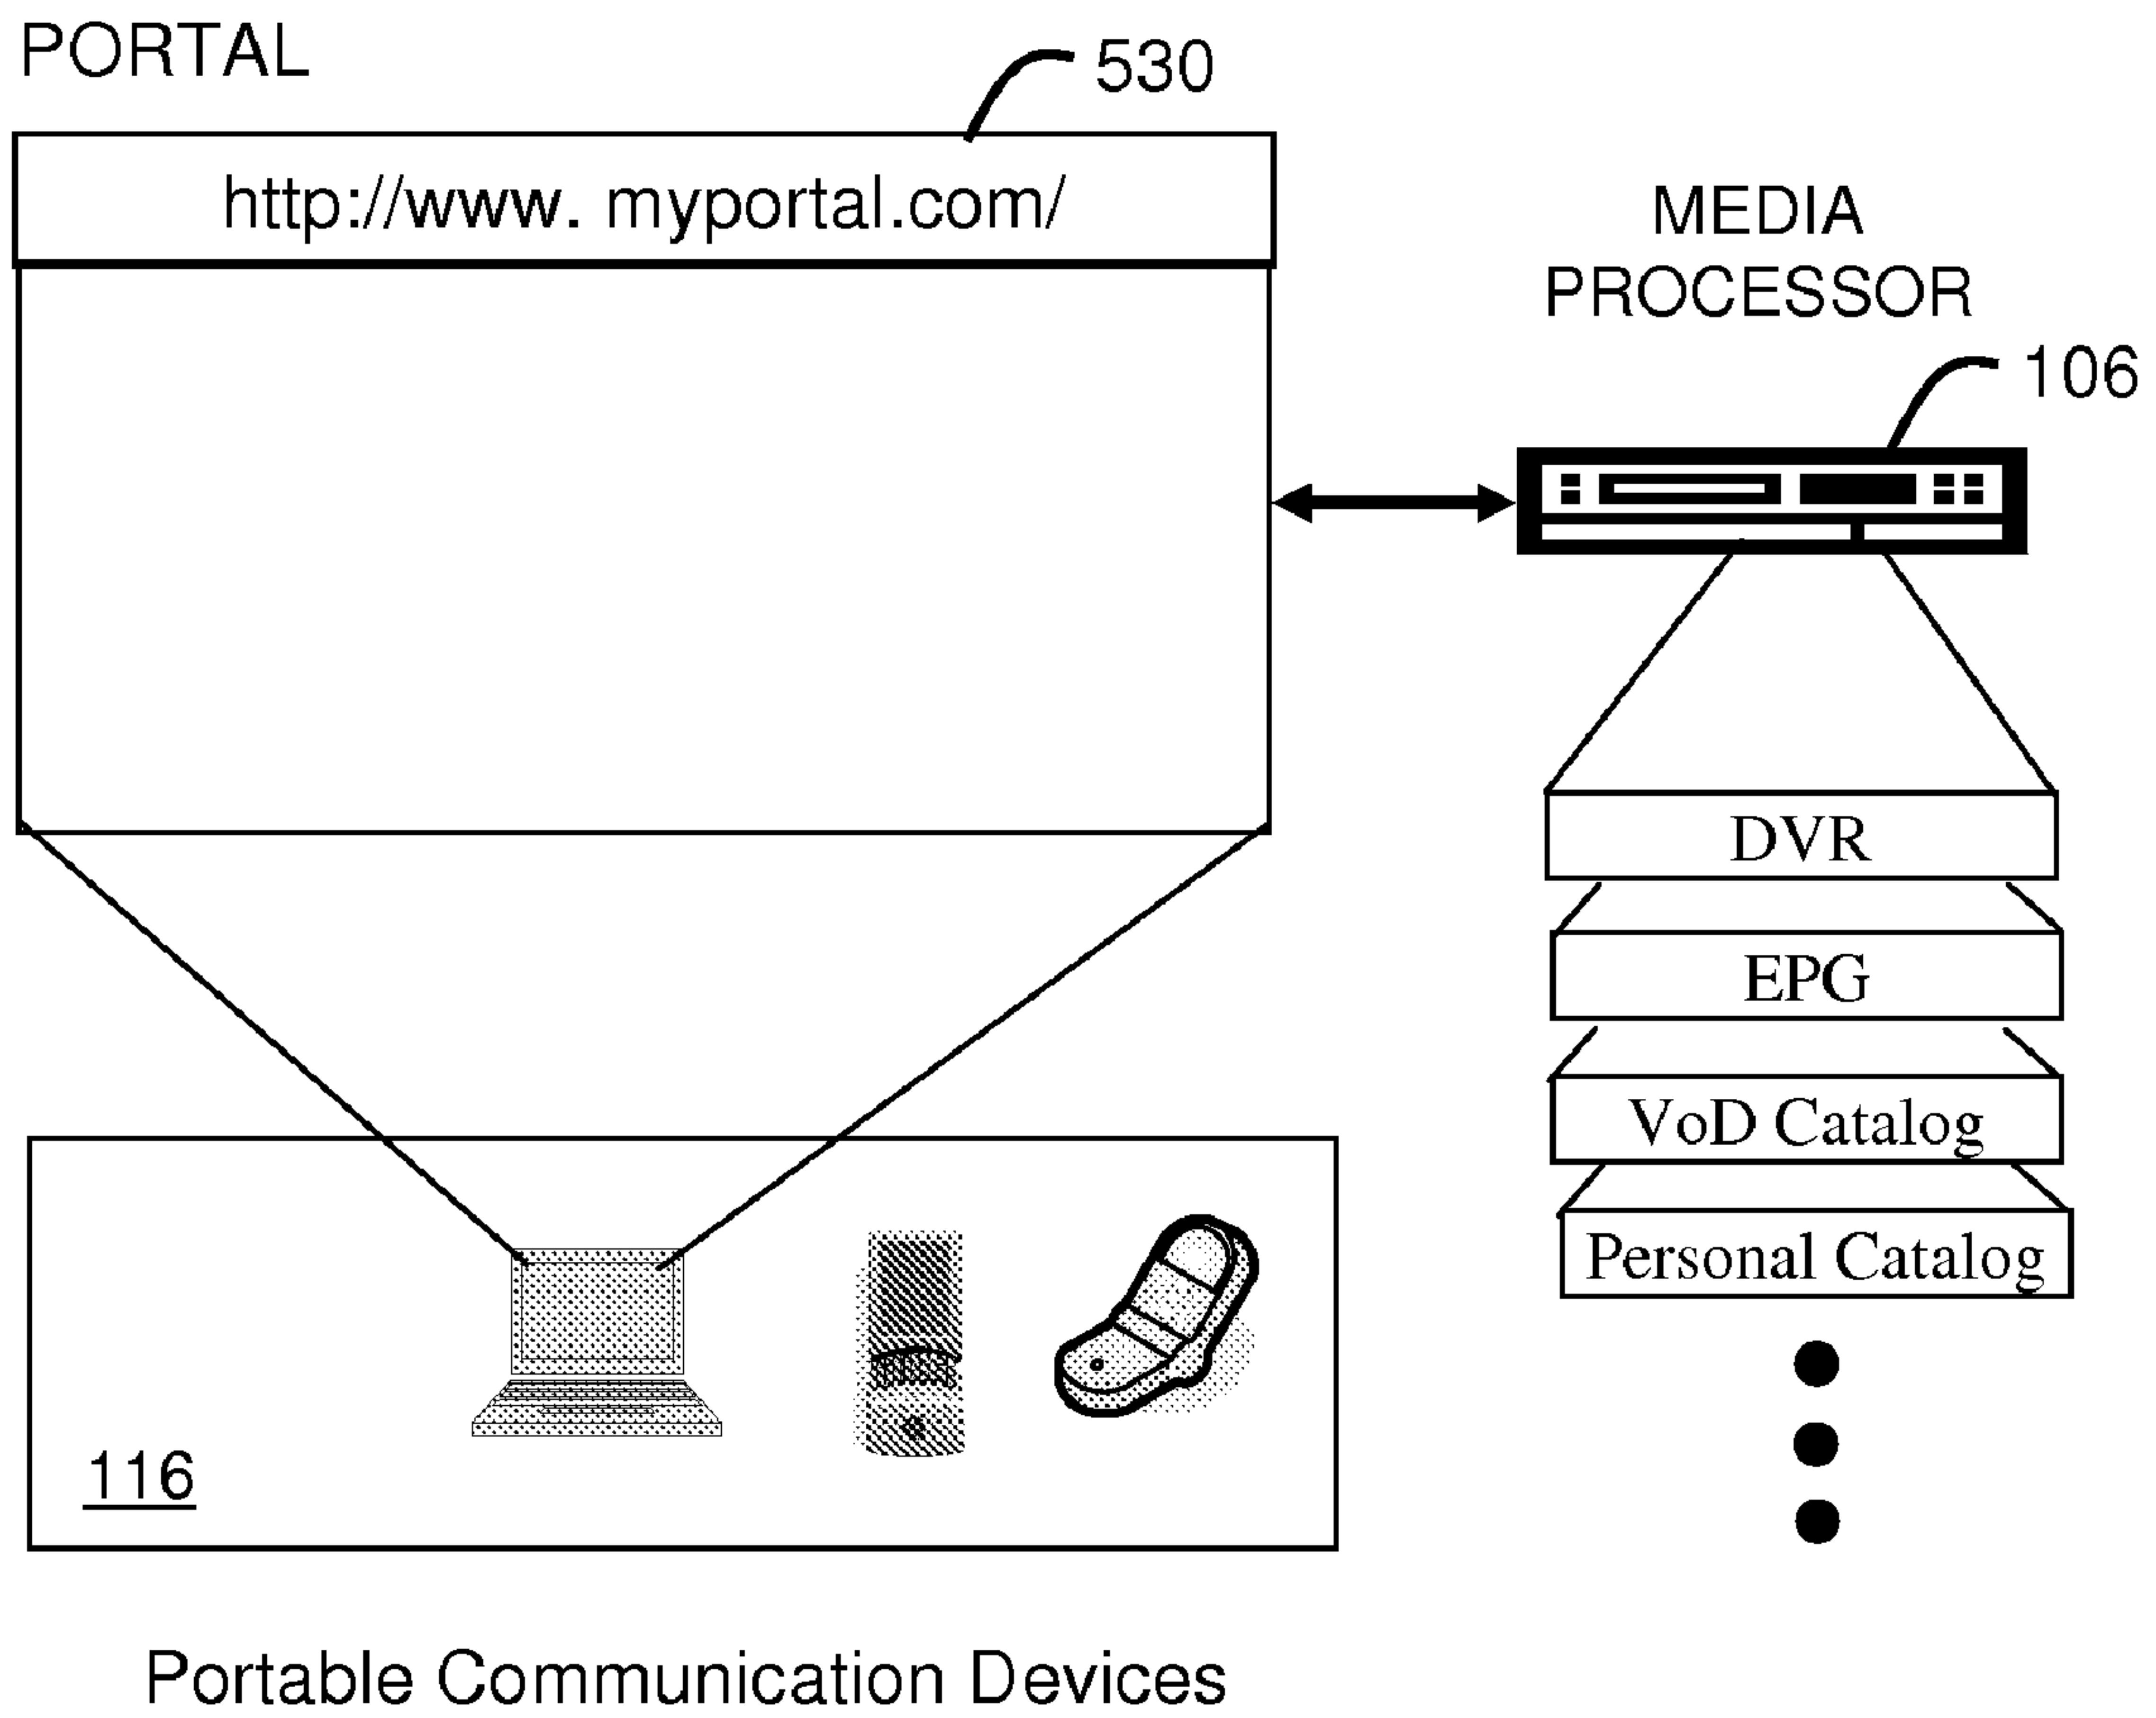 PORTAL
530
http://www. myportal.com/
MEDIA
PROCESSOR
106
DVR
EPG
VoD Catalog
Personal Catalog
116
Portable Communication Devices